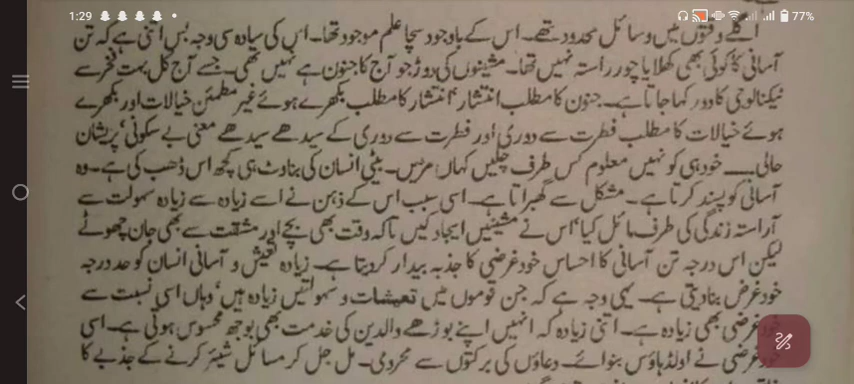 1:29
77%
اگلے وقتوں میں وسائل محدود تھے۔ اس کے باوجود سچا علم موجود تھا۔ اس کی سادہ سی وجہ بس اتنی ہے کہ تن
آسانی کا کوئی بھی کھلا یا چور راستہ نہیں تھا۔ مشینوں کی دوڑ جو آج کا جنون ہے نہیں تھی۔ جسے آج کل بہت فخر سے
ٹیکنالوجی کا دور کہا جاتا ہے۔ جنون کا مطلب انتشار‘ انتشار کا مطلب بکھرے ہوئے غیر مطمئن خیالات اور بکھرے
ہوئے خیالات کا مطلب فطرت سے دوری اور فطرت سے دوری کے سیدھے سیدھے معنی بے سکونی‘ پریشان
حالی ـــ خود ہی کو نہیں معلوم کس طرف چلیں کہاں مڑیں۔ بیٹی انسان کی بناوٹ ہی کچھ اس ڈھب کی ہے۔ وہ
آسانی کو پسند کرتا ہے۔ مشکل سے گھبراتا ہے۔ اسی سبب اس کے ذہن نے اسے زیادہ سے زیادہ سہولت سے
آراستہ زندگی کی طرف مائل کیا‘ اس نے مشینیں ایجاد کیں تاکہ وقت بھی بچے اور مشقت سے بھی جان چھوٹے
لیکن اس درجہ تن آسانی کا احساس خود غرضی کا جذبہ بیدار کر دیتا ہے۔ زیادہ تعیش و آسانی انسان کو حد درجہ
خود غرض بنا دیتی ہے۔ یہی وجہ ہے کہ جن قوموں میں تعیشات و سہولتیں زیادہ ہیں‘ وہاں اسی نسبت سے
خود غرضی بھی زیادہ ہے۔ اتنی زیادہ کہ انہیں اپنے بوڑھے والدین کی خدمت بھی بوجھ محسوس ہوتی ہے۔ اسی
خود غرضی نے اولڈ ہاؤس بنوائے۔ دعاؤں کی برکتوں سے محرومی۔ مل جل کر مسائل شیئر کرنے کے جذبے کا